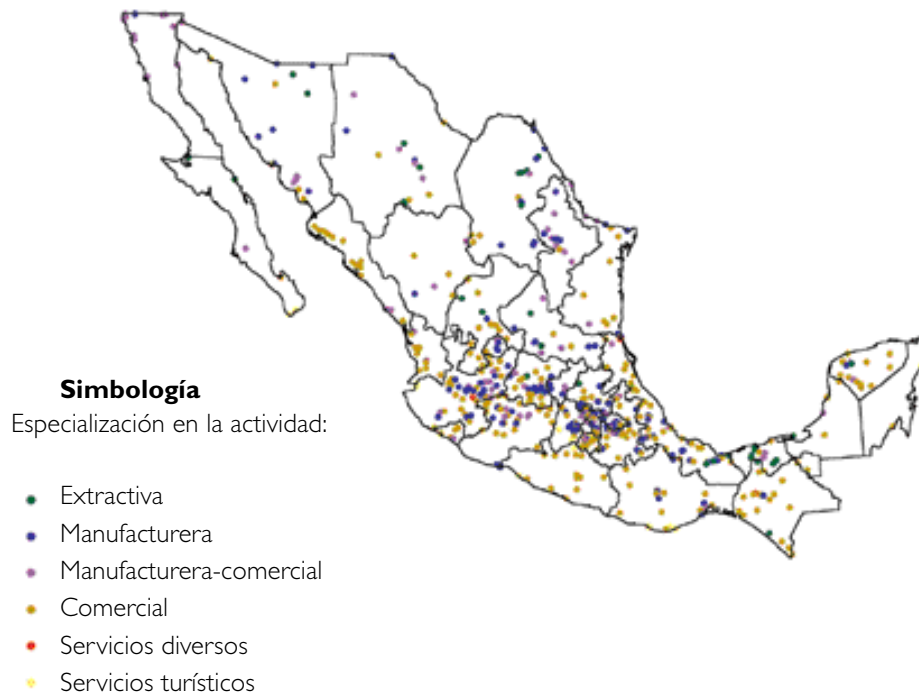 Simbología
Especialización en la actividad:
Extractiva
Manufacturera
Manufacturera-comercial
Comercial
Servicios diversos
Servicios turísticos